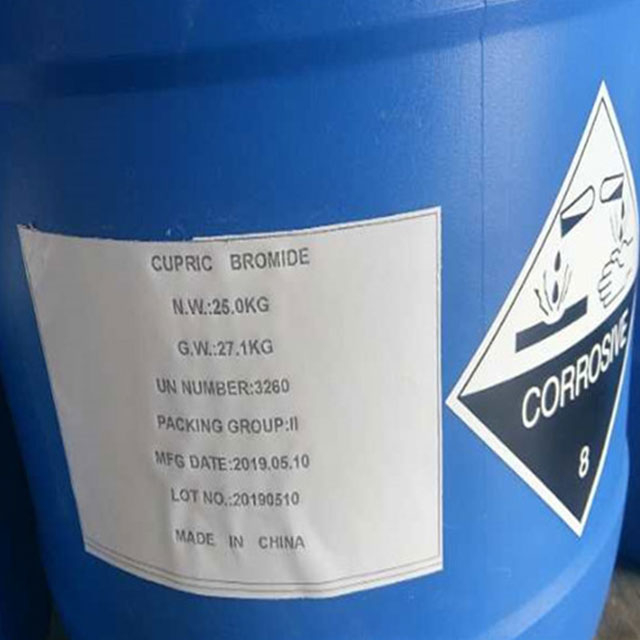 CUPRIC BROMIDE
N.W.:25.0KG
G.W.:27.1KG
UN NUMBER:3260
PACKING GROUP:II
MFG DATE:2019.05.10
LOT NO.:20190510
MADE IN CHINA
CORROSIVE
8